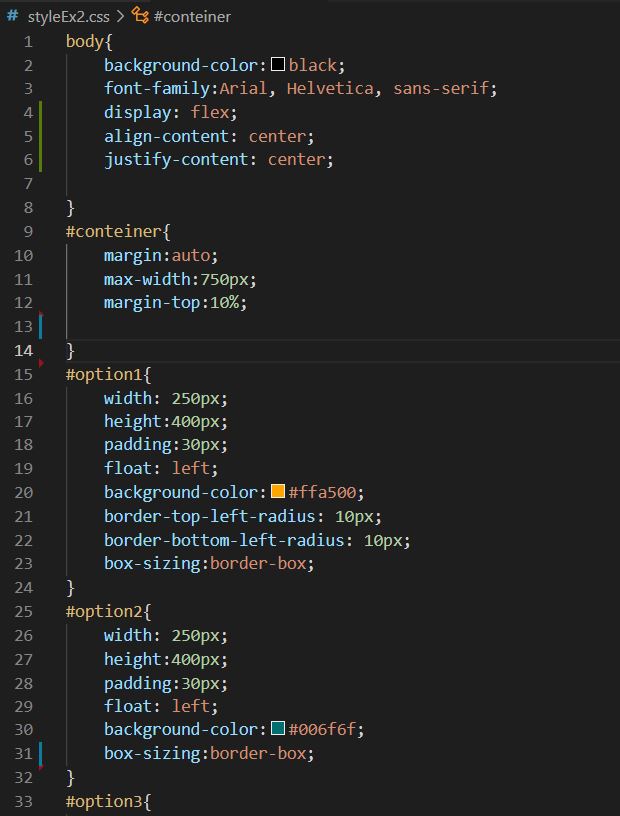 # styleEx2.css > #conteiner
1 body{
2 background-color: black;
3 font-family:Arial, Helvetica, sans-serif;
4 display: flex;
5 align-content: center;
6 justify-content: center;
7
8 }
9 #conteiner{
10 margin:auto;
11 max-width:750px;
12 margin-top:10%;
13
14 }
15 #option1{
16 width: 250px;
17 height:400px;
18 padding:30px;
19 float: left;
20 background-color: #ffa500;
21 border-top-left-radius: 10px;
22 border-bottom-left-radius: 10px;
23 box-sizing:border-box;
24 }
25 #option2{
26 width: 250px;
27 height:400px;
28 padding:30px;
29 float: left;
30 background-color: #006f6f;
31 box-sizing:border-box;
32 }
33 #option3{